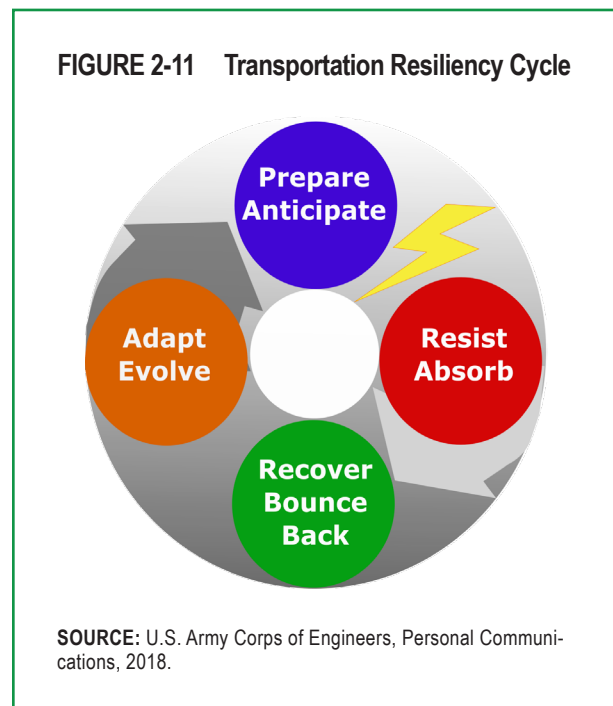 FIGURE 2-11 Transportation Resiliency Cycle
Prepare
Anticipate
Resist
Absorb
Adapt
Evolve
Recover
Bounce
Back
SOURCE: U.S. Army Corps of Engineers, Personal Communi-
cations, 2018.